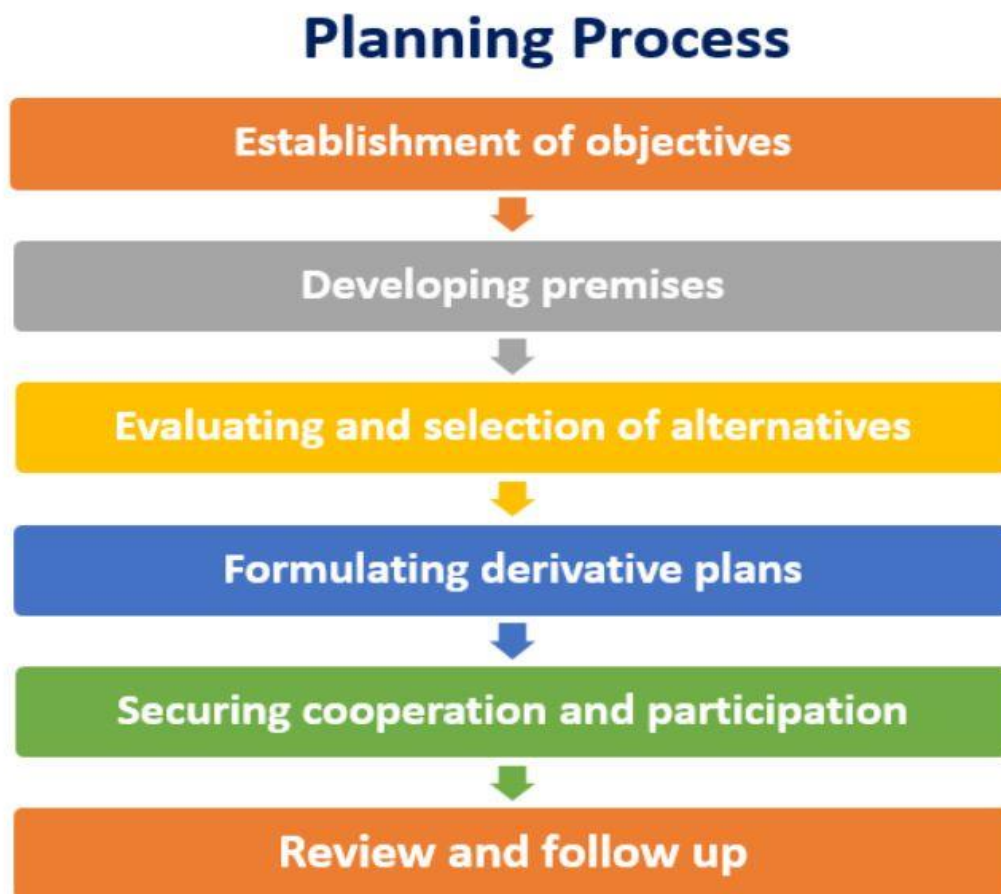 Planning Process
Establishment of objectives
Developing premises
Evaluating and selection of alternatives
Formulating derivative plans
Securing cooperation and participation
Review and follow up